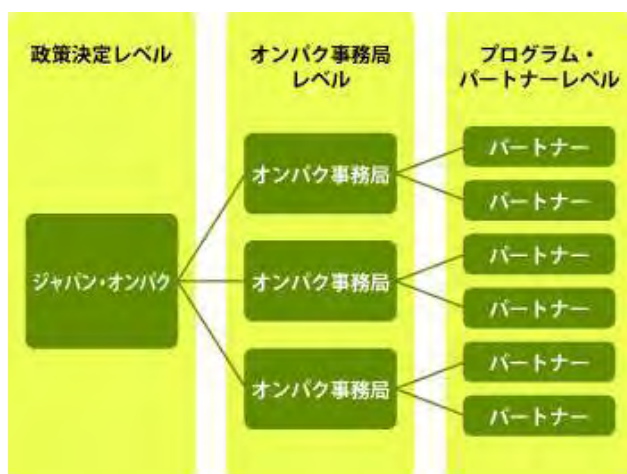 政策決定レベル
オンパク事務局
レベル
プログラム・
パートナーレベル
ジャパン・オンパク
オンパク事務局
オンパク事務局
オンパク事務局
パートナー
パートナー
パートナー
パートナー
パートナー
パートナー